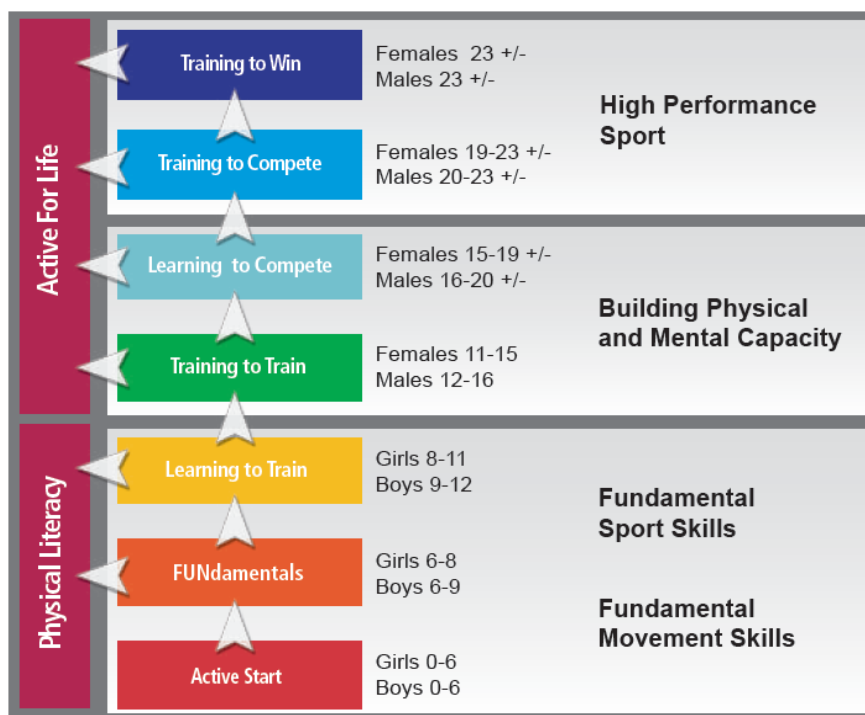 Active For Life
Training to Win
Females 23 +/-
Males 23 +/-
High Performance
Sport
Training to Compete
Females 19-23 +/-
Males 20-23 +/-
Learning to Compete
Females 15-19 +/-
Males 16-20 +/-
Building Physical
and Mental Capacity
Training to Train
Females 11-15
Males 12-16
Physical Literacy
Learning to Train
Girls 8-11
Boys 9-12
Fundamental
Sport Skills
FUNdamentals
Girls 6-8
Boys 6-9
Fundamental
Movement Skills
Active Start
Girls 0-6
Boys 0-6